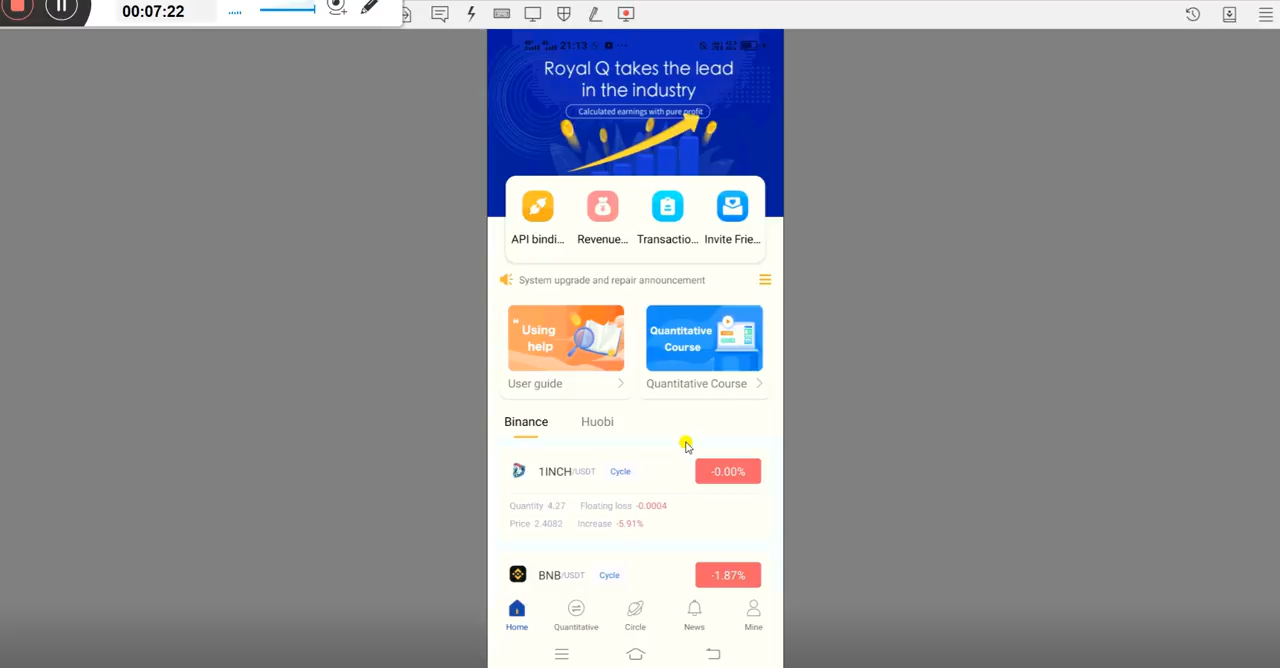 00:07:22
21:13
Royal Q takes the lead
in the industry
Calculated earnings with pure profit
API bindi... Revenue... Transactio... Invite Frie...
System upgrade and repair announcement
Using
help
Quantitative
Course
User guide
Quantitative Course
Binance Huobi
1INCH/USDT Cycle -0.00%
Quantity 4.27 Floating loss -0.0004
Price 2.4082 Increase -5.91%
BNB/USDT Cycle -1.87%
Home Quantitative Circle News Mine